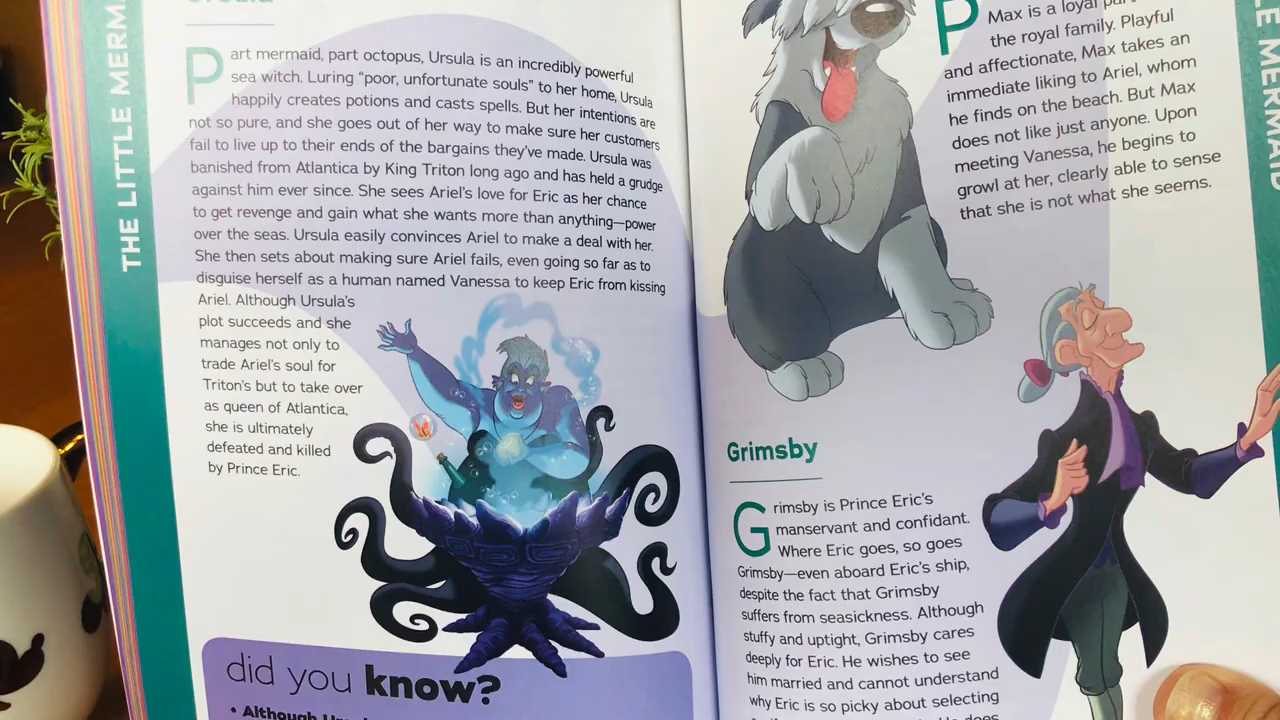 THE LITTLE MERMA
Ursula
Part mermaid, part octopus, Ursula is an incredibly powerful
sea witch. Luring “poor, unfortunate souls” to her home, Ursula
happily creates potions and casts spells. But her intentions are
not so pure, and she goes out of her way to make sure her customers
fail to live up to their ends of the bargains they’ve made. Ursula was
banished from Atlantica by King Triton long ago and has held a grudge
against him ever since. She sees Ariel’s love for Eric as her chance
to get revenge and gain what she wants more than anything—power
over the seas. Ursula easily convinces Ariel to make a deal with her.
She then sets about making sure Ariel fails, even going so far as to
disguise herself as a human named Vanessa to keep Eric from kissing
Ariel. Although Ursula’s
plot succeeds and she
manages not only to
trade Ariel’s soul for
Triton’s but to take over
as queen of Atlantica,
she is ultimately
defeated and killed
by Prince Eric.
did you know?
• Although
Max is a loyal
the royal family. Playful
and affectionate, Max takes an
immediate liking to Ariel, whom
he finds on the beach. But Max
does not like just anyone. Upon
meeting Vanessa, he begins to
growl at her, clearly able to sense
that she is not what she seems.
Grimsby
Grimsby is Prince Eric’s
manservant and confidant.
Where Eric goes, so goes
Grimsby—even aboard Eric’s ship,
despite the fact that Grimsby
suffers from seasickness. Although
stuffy and uptight, Grimsby cares
deeply for Eric. He wishes to see
him married and cannot understand
why Eric is so picky about selecting
LE MERMAID